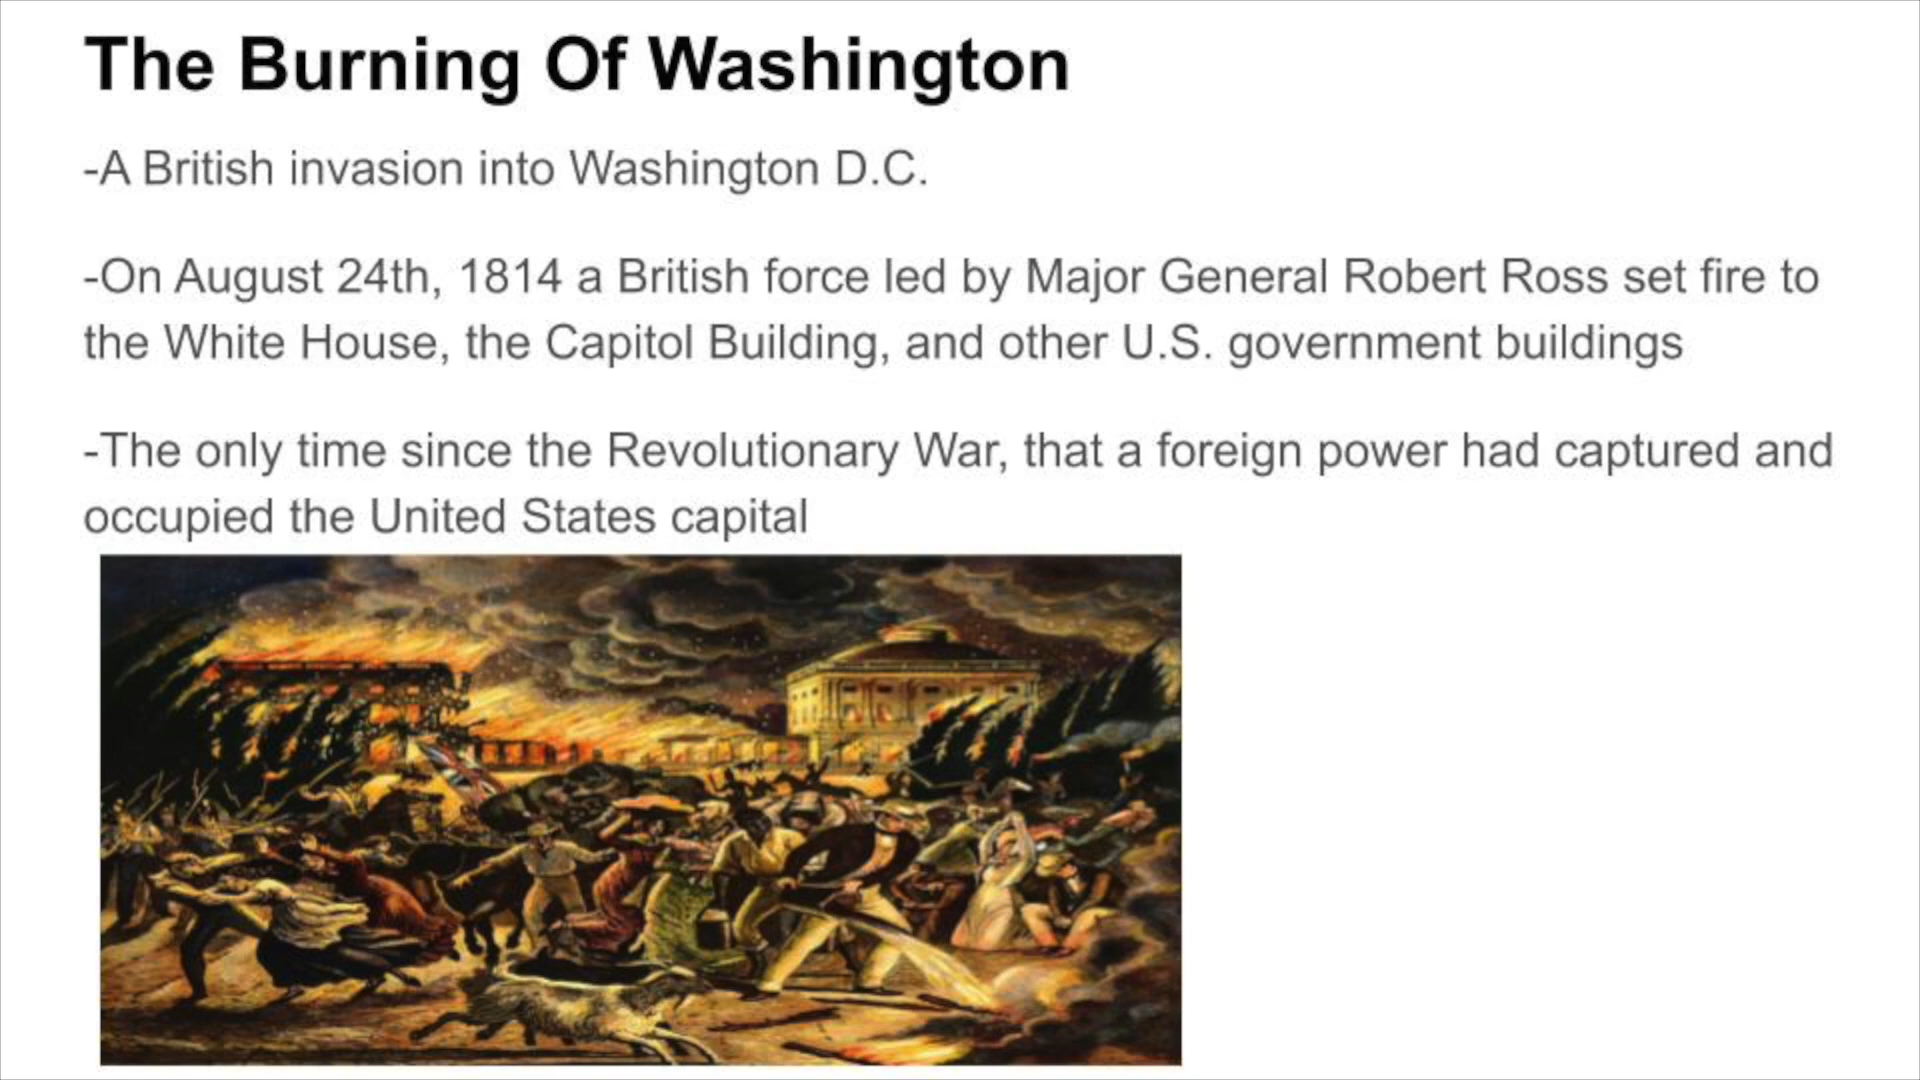 The Burning Of Washington
-A British invasion into Washington D.C.
-On August 24th, 1814 a British force led by Major General Robert Ross set fire to
the White House, the Capitol Building, and other U.S. government buildings
-The only time since the Revolutionary War, that a foreign power had captured and
occupied the United States capital